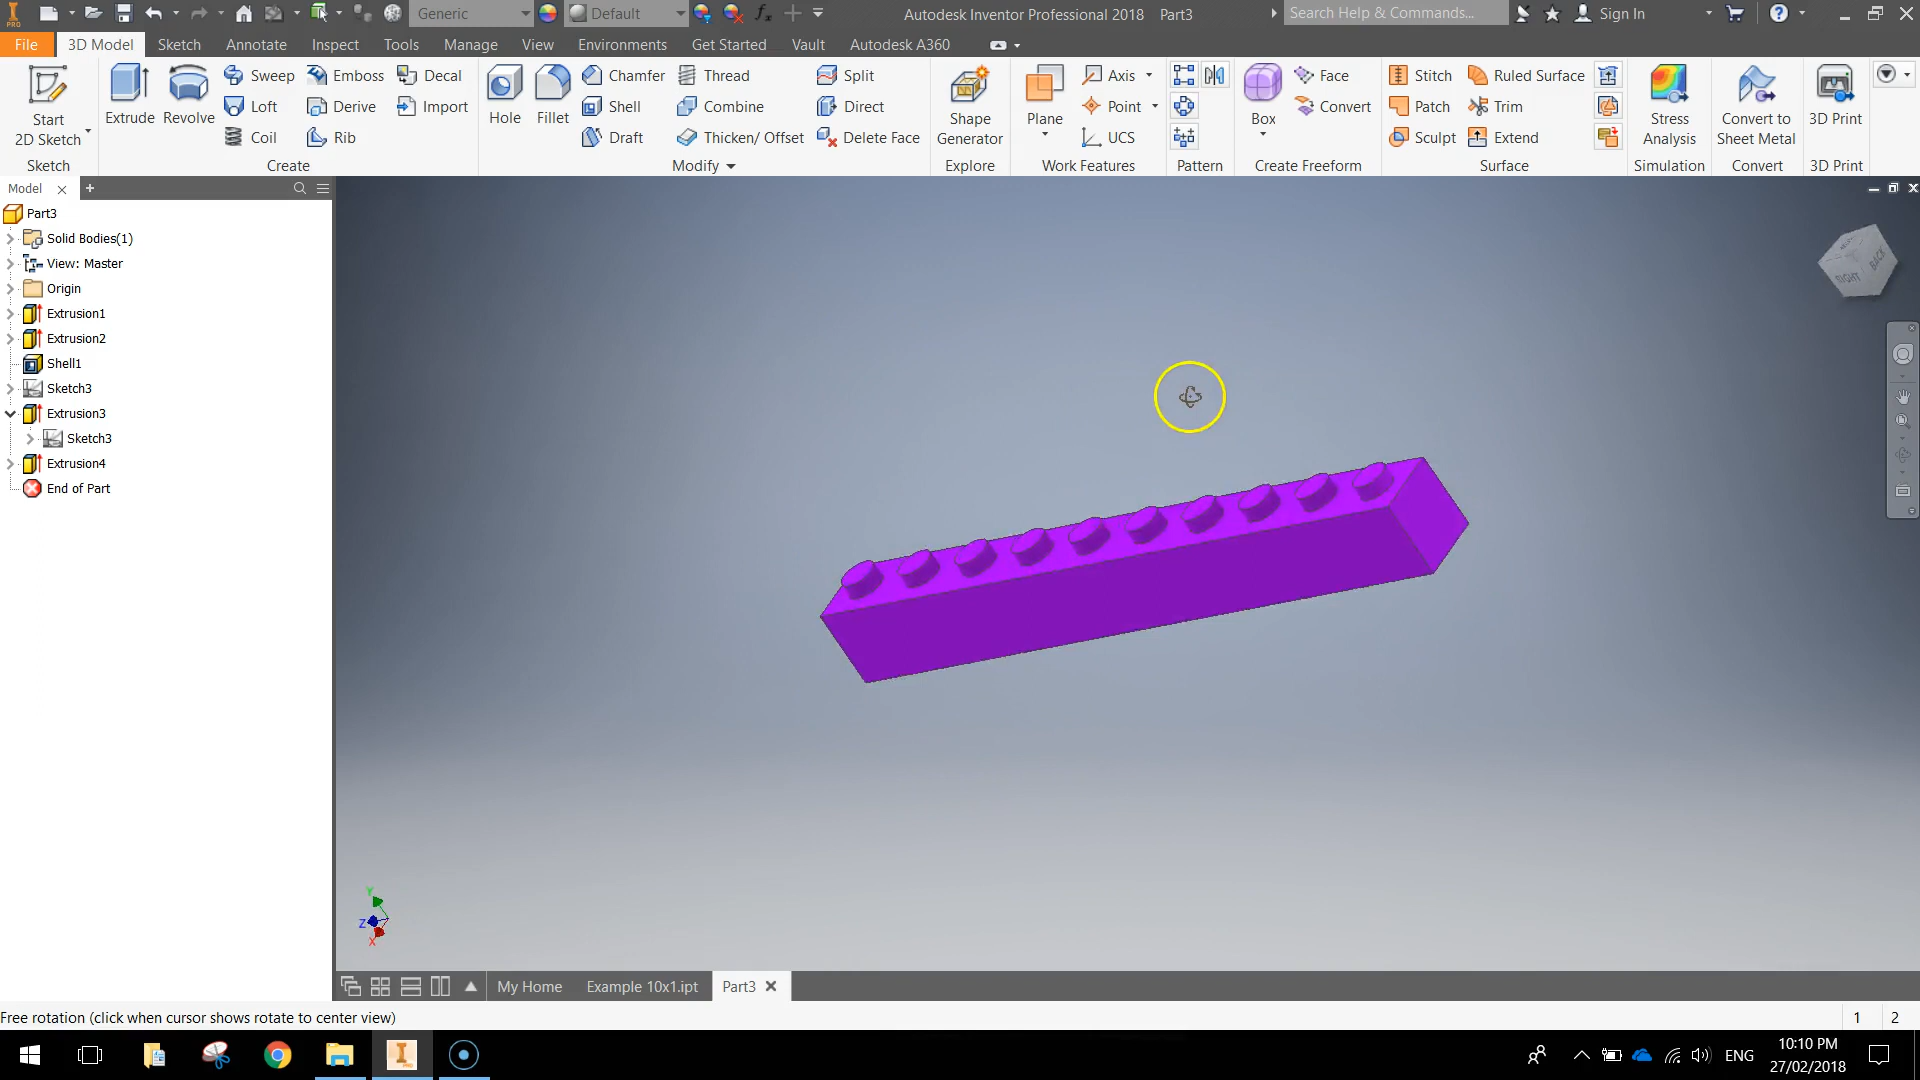 Generic
Default
Autodesk Inventor Professional 2018 Part3
Search Help & Commands...
Sign In
File 3D Model Sketch Annotate Inspect Tools Manage View Environments Get Started Vault Autodesk A360
Start
2D Sketch
Sketch
Extrude
Revolve
Sweep
Loft
Coil
Emboss
Derive
Rib
Decal
Import
Create
Hole
Fillet
Chamfer
Shell
Draft
Thread
Combine
Thicken/ Offset
Split
Direct
Delete Face
Modify
Shape
Generator
Explore
Plane
Axis
Point
UCS
Work Features
Pattern
Box
Face
Convert
Create Freeform
Stitch
Patch
Sculpt
Ruled Surface
Trim
Extend
Surface
Stress
Analysis
Simulation
Convert to
Sheet Metal
Convert
3D Print
3D Print
Model
Part3
Solid Bodies(1)
View: Master
Origin
Extrusion1
Extrusion2
Shell1
Sketch3
Extrusion3
Sketch3
Extrusion4
End of Part
RIGHT
BACK
Y
Z
X
My Home Example 10x1.ipt Part3
Free rotation (click when cursor shows rotate to center view)
1 2
ENG
10:10 PM
27/02/2018